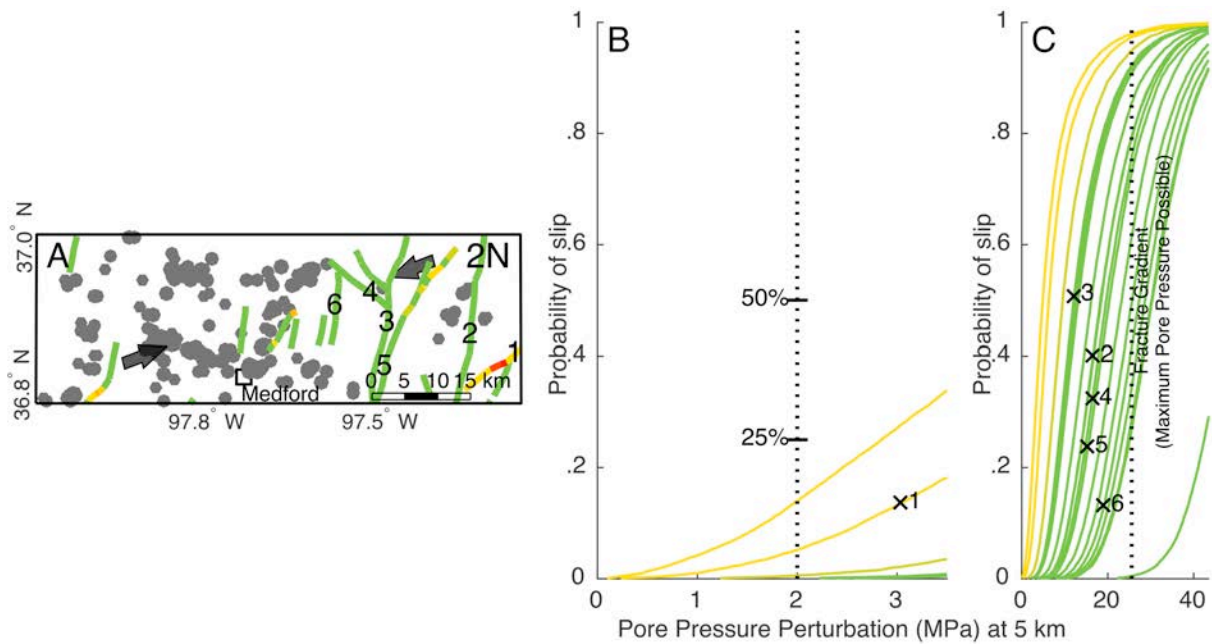 A
2N
37.0° N
36.8° N
6
4
3
2
5
1
0 5 10 15 km
Medford
97.8° W
97.5° W
B
Probability of slip
1
.8
.6
.4
.2
0
50%
25%
1
0 1 2 3
C
Probability of slip
1
.8
.6
.4
.2
0
3
2
4
5
6
Fracture Gradient
(Maximum Pore Pressure Possible)
0 20 40
Pore Pressure Perturbation (MPa) at 5 km